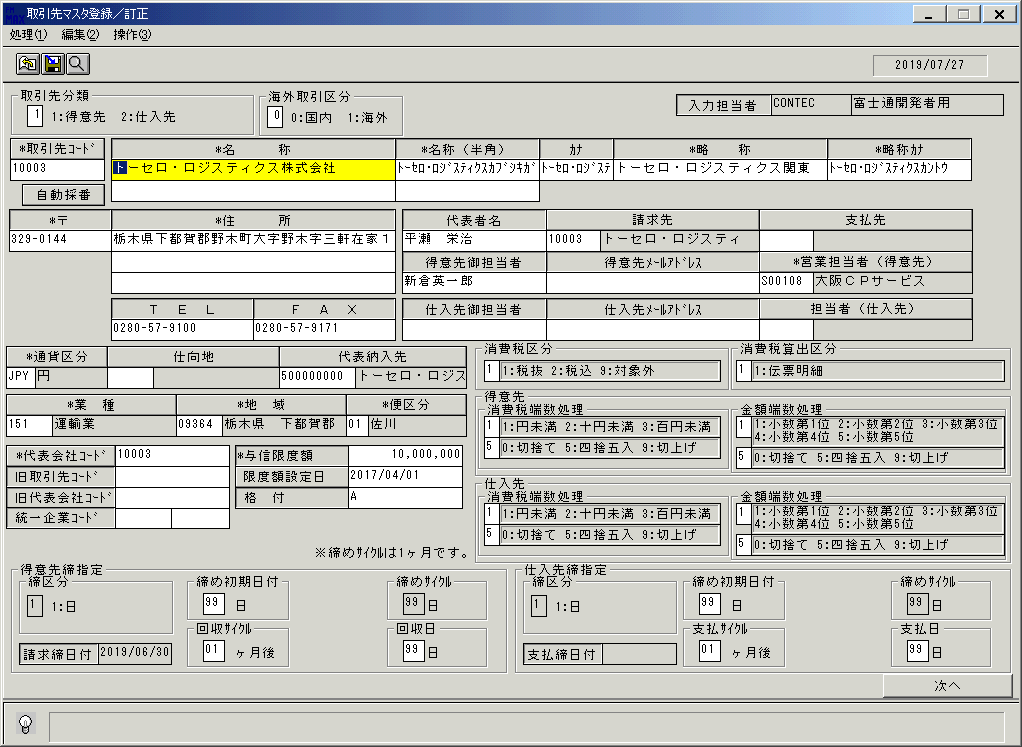 取引先マスタ登録／訂正
処理(1) 編集(2) 操作(3)
2019/07/27
取引先分類
1 1:得意先 2:仕入先
海外取引区分
0 0:国内 1:海外
入力担当者 CONTEC 富士通開発者用
*取引先ｺｰﾄﾞ *名　　称 *名称（半角） ｶﾅ *略　　称 *略称ｶﾅ
10003 トーセロ・ロジスティクス株式会社 ﾄｰｾﾛ･ﾛｼﾞｽﾃｨｸｽｶﾌﾞｼｷｶﾞ ﾄｰｾﾛ･ﾛｼﾞｽﾃ トーセロ・ロジスティクス関東 ﾄｰｾﾛ･ﾛｼﾞｽﾃｨｸｽｶﾝﾄｳ
自動採番
*〒 *住　　所 代表者名 請求先 支払先
329-0144 栃木県下都賀郡野木町大字野木字三軒在家１ 平瀬　栄治 10003 トーセロ・ロジスティ
得意先御担当者 得意先ﾒｰﾙｱﾄﾞﾚｽ *営業担当者（得意先）
新倉英一郎 S00108 大阪ＣＰサービス
ＴＥＬ ＦＡＸ 仕入先御担当者 仕入先ﾒｰﾙｱﾄﾞﾚｽ 担当者（仕入先）
0280-57-9100 0280-57-9171
*通貨区分 仕向地 代表納入先
JPY 円 500000000 トーセロ・ロジス
消費税区分
1 1:税抜 2:税込 9:対象外
消費税算出区分
1 1:伝票明細
*業　種 *地　域 *便区分
151 運輸業 09364 栃木県　下都賀郡 01 佐川
得意先
消費税端数処理
1 1:円未満 2:十円未満 3:百円未満
5 0:切捨て 5:四捨五入 9:切上げ
金額端数処理
1 1:小数第1位 2:小数第2位 3:小数第3位
4:小数第4位 5:小数第5位
5 0:切捨て 5:四捨五入 9:切上げ
*代表会社ｺｰﾄﾞ 10003
旧取引先ｺｰﾄﾞ
旧代表会社ｺｰﾄﾞ
統一企業ｺｰﾄﾞ
*与信限度額 10,000,000
限度額設定日 2017/04/01
格　付 A
仕入先
消費税端数処理
1 1:円未満 2:十円未満 3:百円未満
5 0:切捨て 5:四捨五入 9:切上げ
金額端数処理
1 1:小数第1位 2:小数第2位 3:小数第3位
4:小数第4位 5:小数第5位
5 0:切捨て 5:四捨五入 9:切上げ
※締めｻｲｸﾙは１ヶ月です。
得意先締指定
締区分
1 1:日
締め初期日付
99 日
締めｻｲｸﾙ
99 日
請求締日付 2019/06/30
回収ｻｲｸﾙ
01 ヶ月後
回収日
99 日
仕入先締指定
締区分
1 1:日
締め初期日付
99 日
締めｻｲｸﾙ
99 日
支払締日付
支払ｻｲｸﾙ
01 ヶ月後
支払日
99 日
次へ